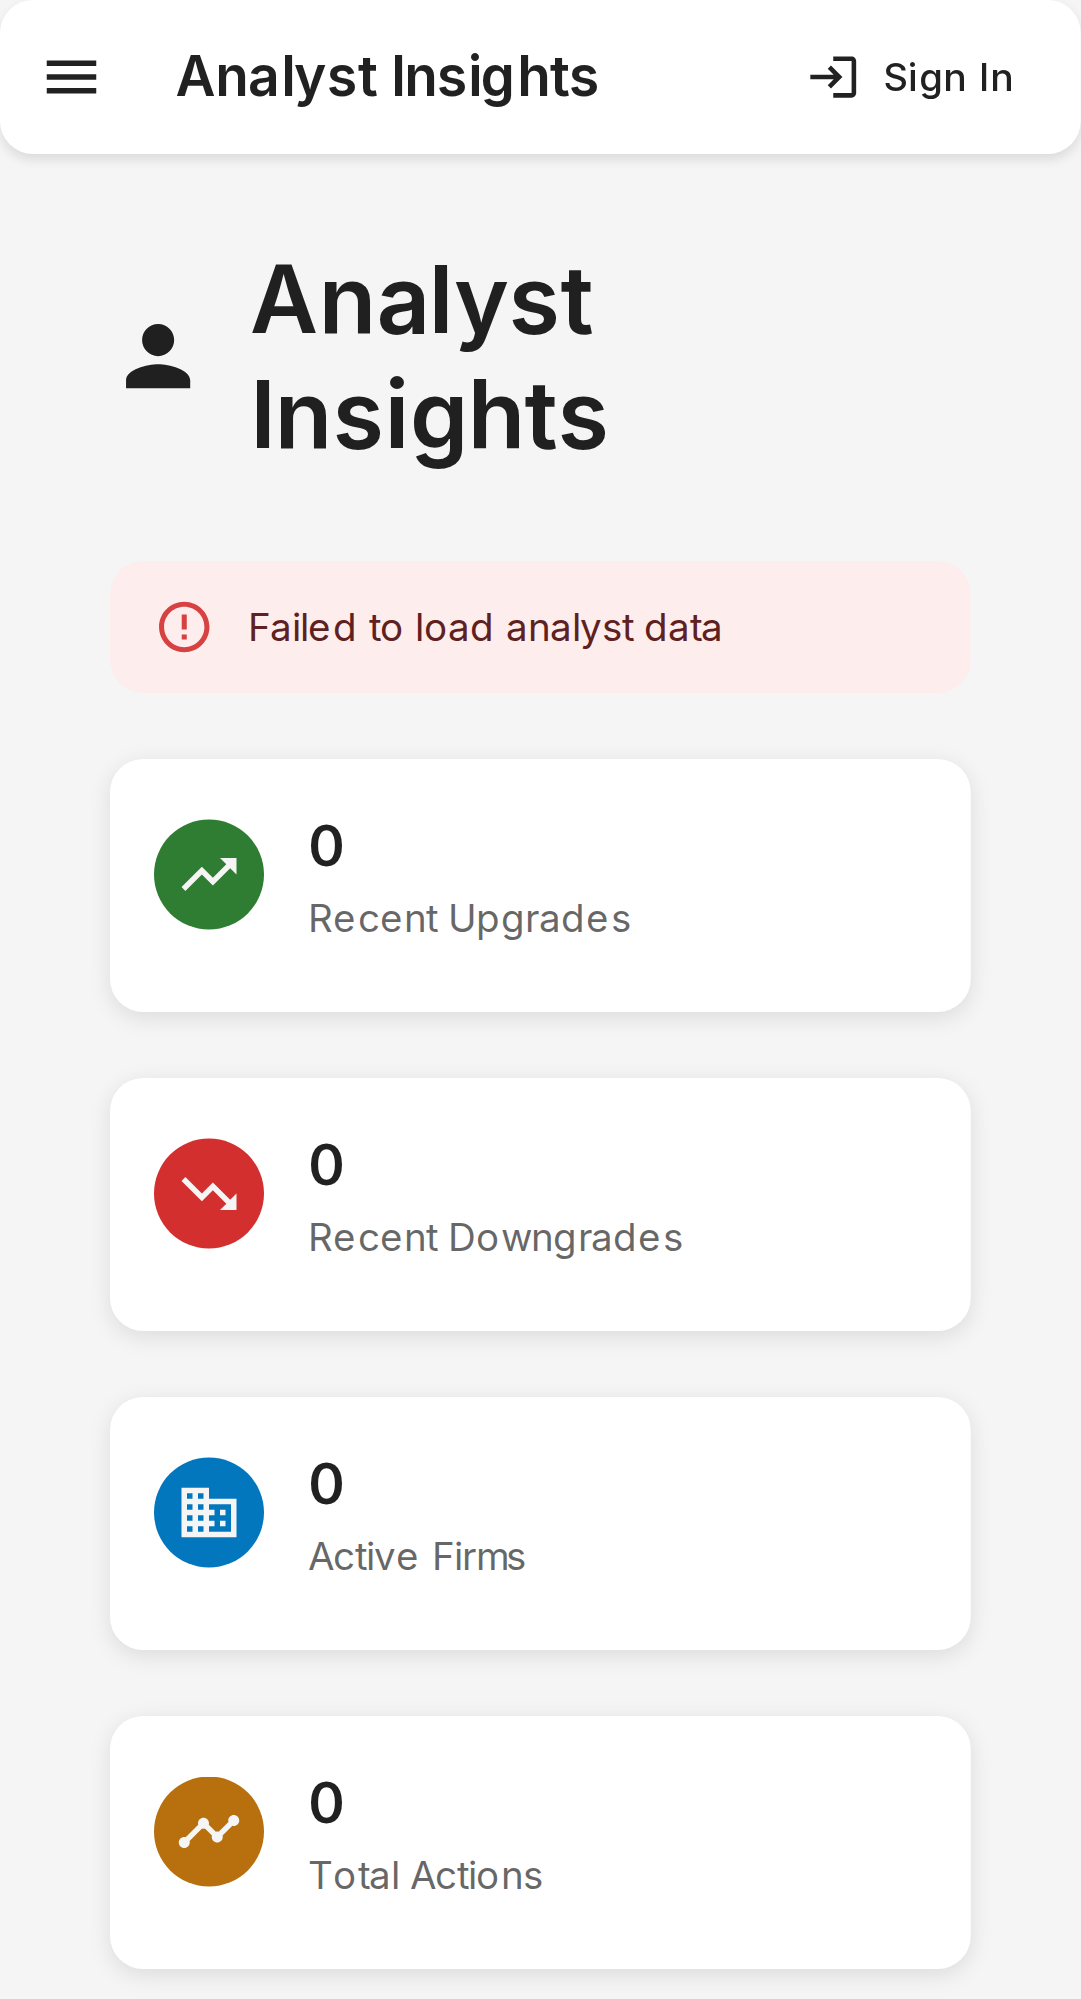 Analyst Insights
Sign In
Analyst
Insights
Failed to load analyst data
0
Recent Upgrades
0
Recent Downgrades
0
Active Firms
0
Total Actions